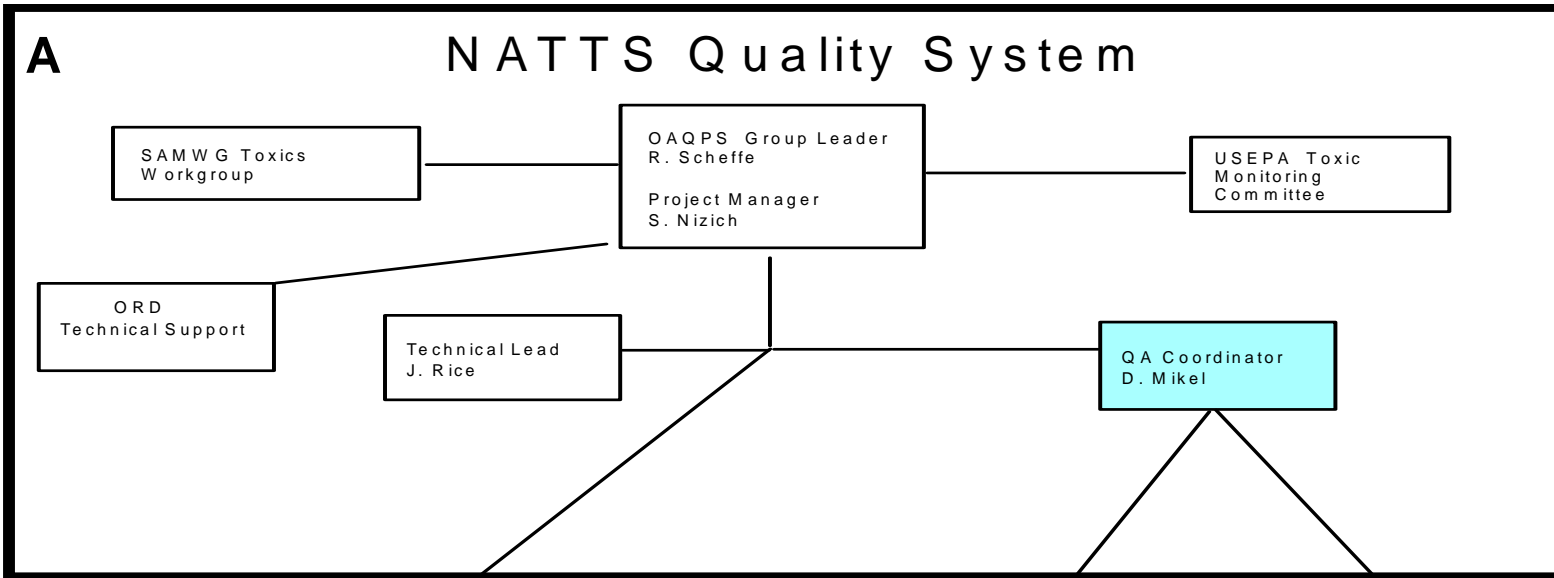 A
NATTS Quality System
SAMWG Toxics
Workgroup
OAQPS Group Leader
R. Scheffe
Project Manager
S. Nizich
USEPA Toxic
Monitoring
Committee
ORD
Technical Support
Technical Lead
J. Rice
QA Coordinator
D. Mikel